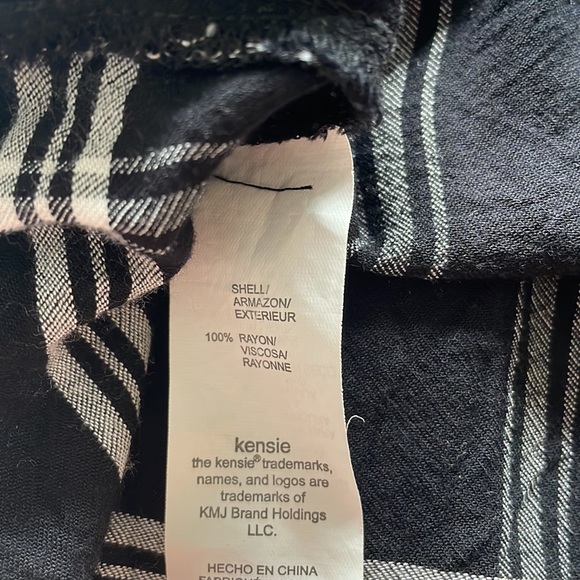 SHELL/
ARMAZON/
EXTERIEUR
100% RAYON/
VISCOSA/
RAYONNE
kensie
the kensie® trademarks,
names, and logos are
trademarks of
KMJ Brand Holdings
LLC.
HECHO EN CHINA